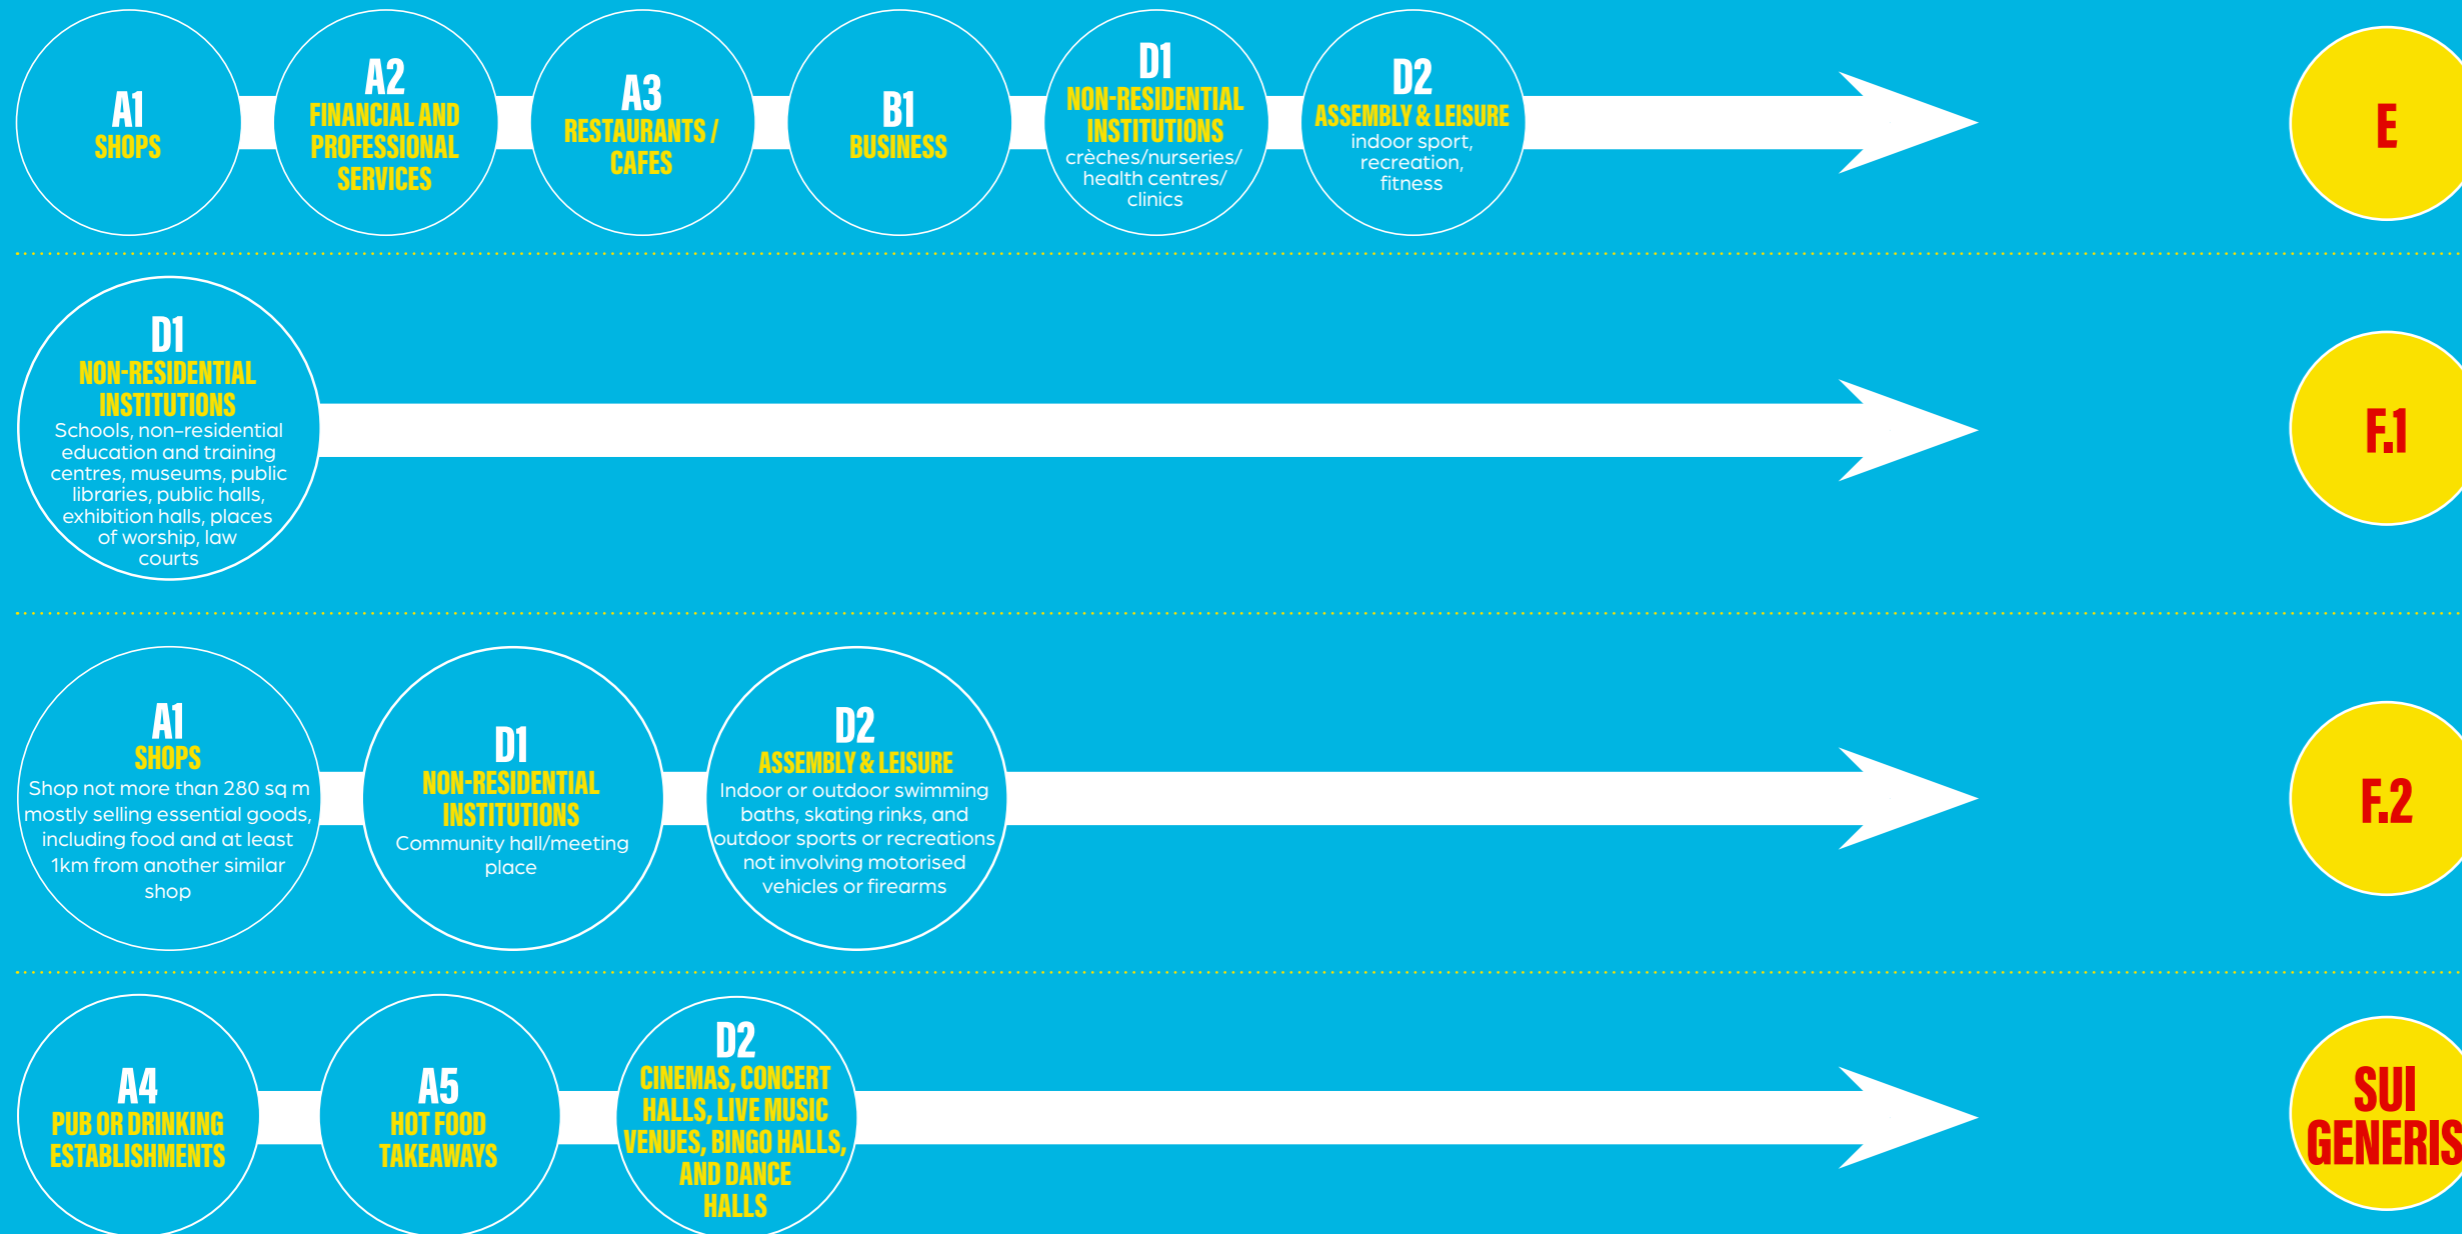 A1
SHOPS
A2
FINANCIAL AND
PROFESSIONAL
SERVICES
A3
RESTAURANTS /
CAFES
B1
BUSINESS
D1
NON-RESIDENTIAL
INSTITUTIONS
crèches/nurseries/
health centres/
clinics
D2
ASSEMBLY & LEISURE
indoor sport,
recreation,
fitness
E
D1
NON-RESIDENTIAL
INSTITUTIONS
Schools, non-residential
education and training
centres, museums, public
libraries, public halls,
exhibition halls, places
of worship, law
courts
F.1
A1
SHOPS
Shop not more than 280 sq m
mostly selling essential goods,
including food and at least
1km from another similar
shop
D1
NON-RESIDENTIAL
INSTITUTIONS
Community hall/meeting
place
D2
ASSEMBLY & LEISURE
Indoor or outdoor swimming
baths, skating rinks, and
outdoor sports or recreations
not involving motorised
vehicles or firearms
F.2
A4
PUB OR DRINKING
ESTABLISHMENTS
A5
HOT FOOD
TAKEAWAYS
D2
CINEMAS, CONCERT
HALLS, LIVE MUSIC
VENUES, BINGO HALLS,
AND DANCE
HALLS
SUI
GENERIS